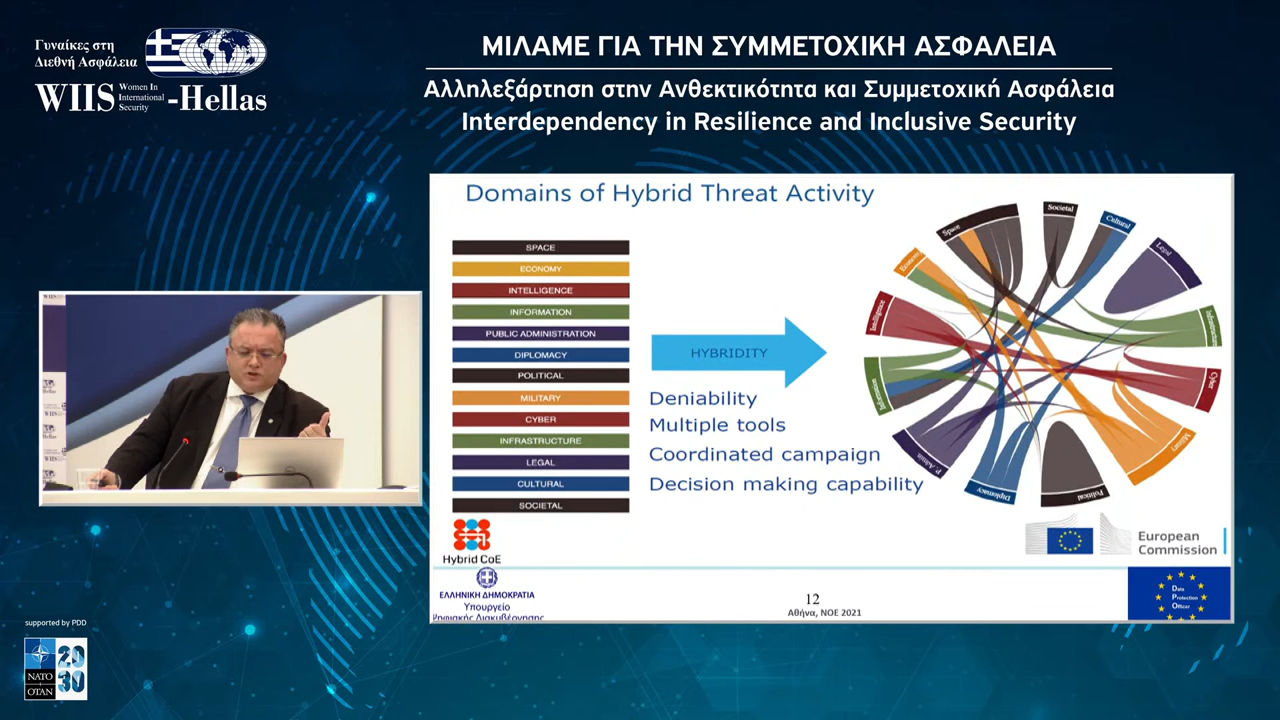 Γυναίκες στη
Διεθνή Ασφάλεια
WIIS Women In International Security -Hellas
ΜΙΛΑΜΕ ΓΙΑ ΤΗΝ ΣΥΜΜΕΤΟΧΙΚΗ ΑΣΦΑΛΕΙΑ
Αλληλεξάρτηση στην Ανθεκτικότητα και Συμμετοχική Ασφάλεια
Interdependency in Resilience and Inclusive Security
Domains of Hybrid Threat Activity
SPACE
ECONOMY
INTELLIGENCE
INFORMATION
PUBLIC ADMINISTRATION
DIPLOMACY
POLITICAL
MILITARY
CYBER
INFRASTRUCTURE
LEGAL
CULTURAL
SOCIETAL
HYBRIDITY
Deniability
Multiple tools
Coordinated campaign
Decision making capability
Space
Societal
Cultural
Legal
Infrastructure
Cyber
Military
Political
Diplomacy
P. Admin
Information
Intelligence
Economy
Hybrid CoE
European
Commission
ΕΛΛΗΝΙΚΗ ΔΗΜΟΚΡΑΤΙΑ
Υπουργείο
Ψηφιακής Διακυβέρνησης
12
Αθήνα, ΝΟΕ 2021
Data
Protection
Officer
WIIS
Hellas
supported by PDD
NATO
OTAN
2030